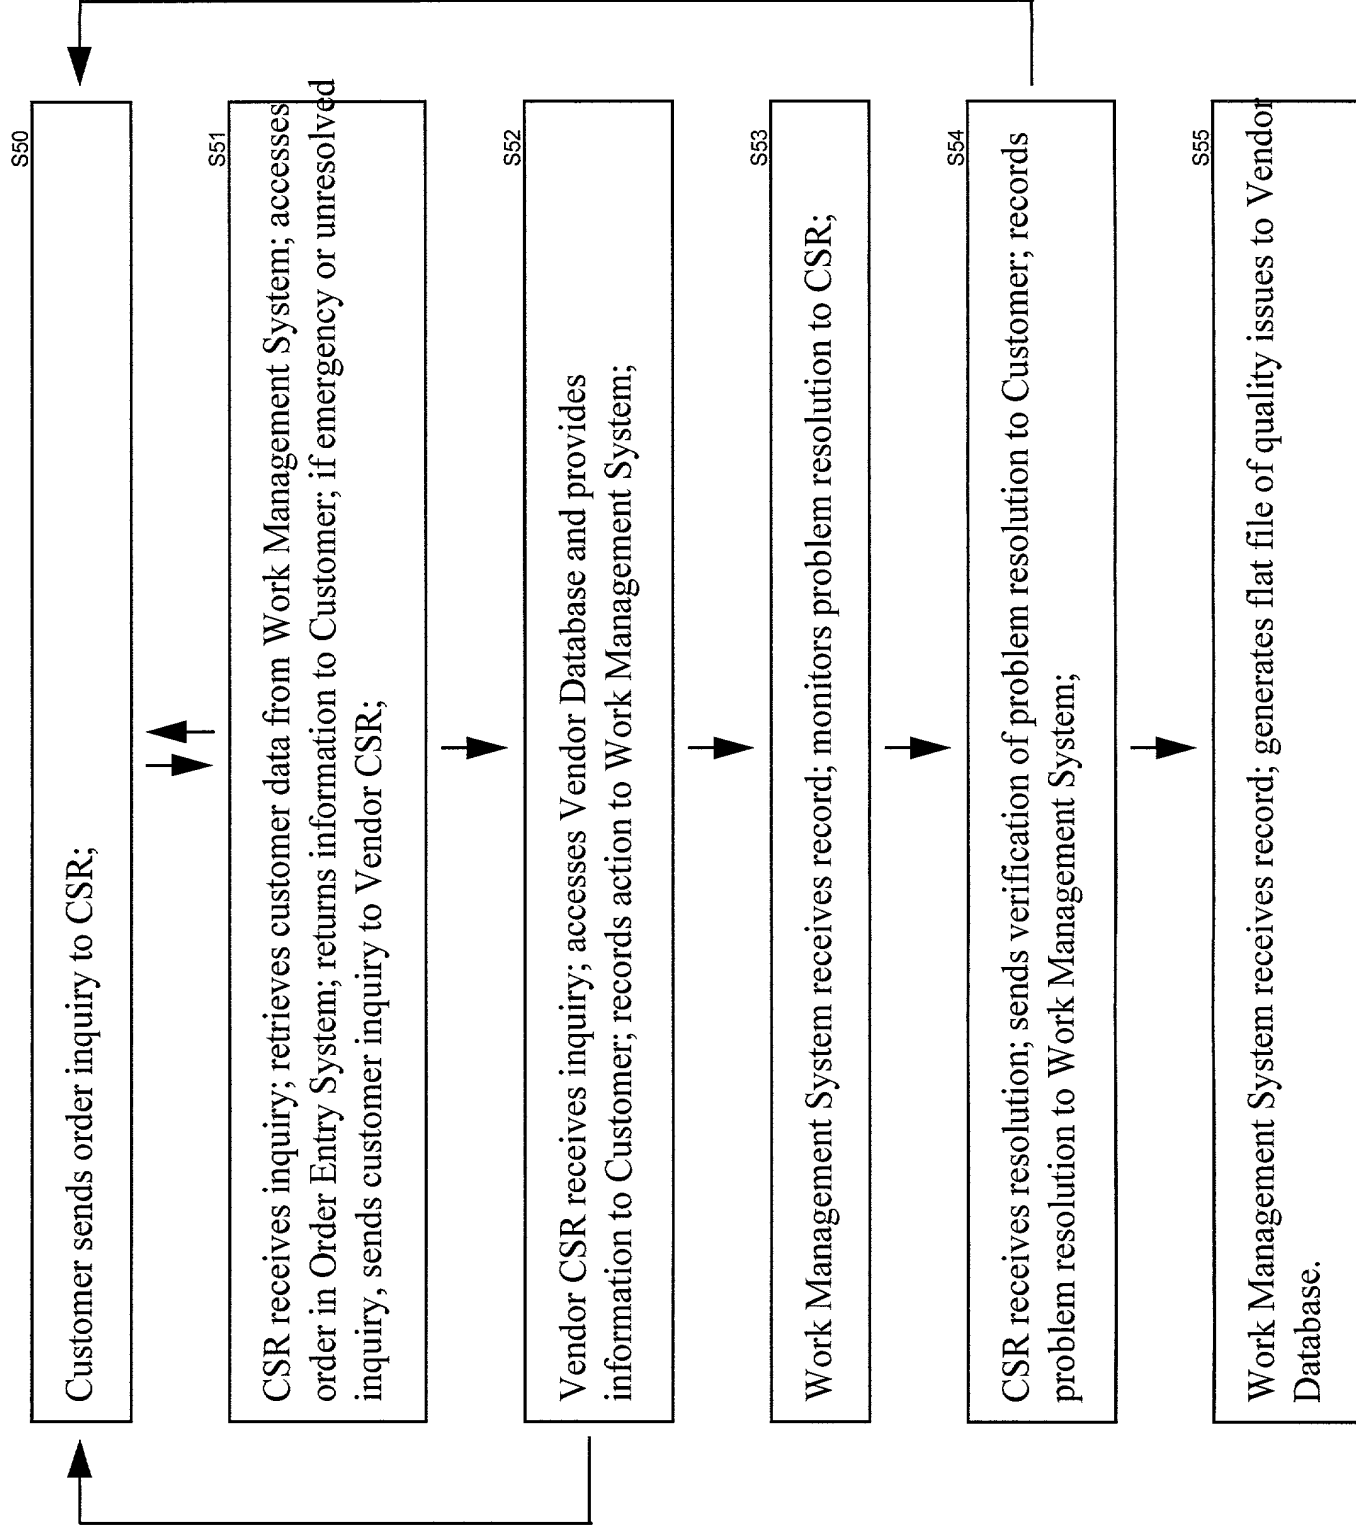 S50
Customer sends order inquiry to CSR;
S51
CSR receives inquiry; retrieves customer data from Work Management System; accesses
order in Order Entry System; returns information to Customer; if emergency or unresolved
inquiry, sends customer inquiry to Vendor CSR;
S52
Vendor CSR receives inquiry; accesses Vendor Database and provides
information to Customer; records action to Work Management System;
S53
Work Management System receives record; monitors problem resolution to CSR;
S54
CSR receives resolution; sends verification of problem resolution to Customer; records
problem resolution to Work Management System;
S55
Work Management System receives record; generates flat file of quality issues to Vendor
Database.